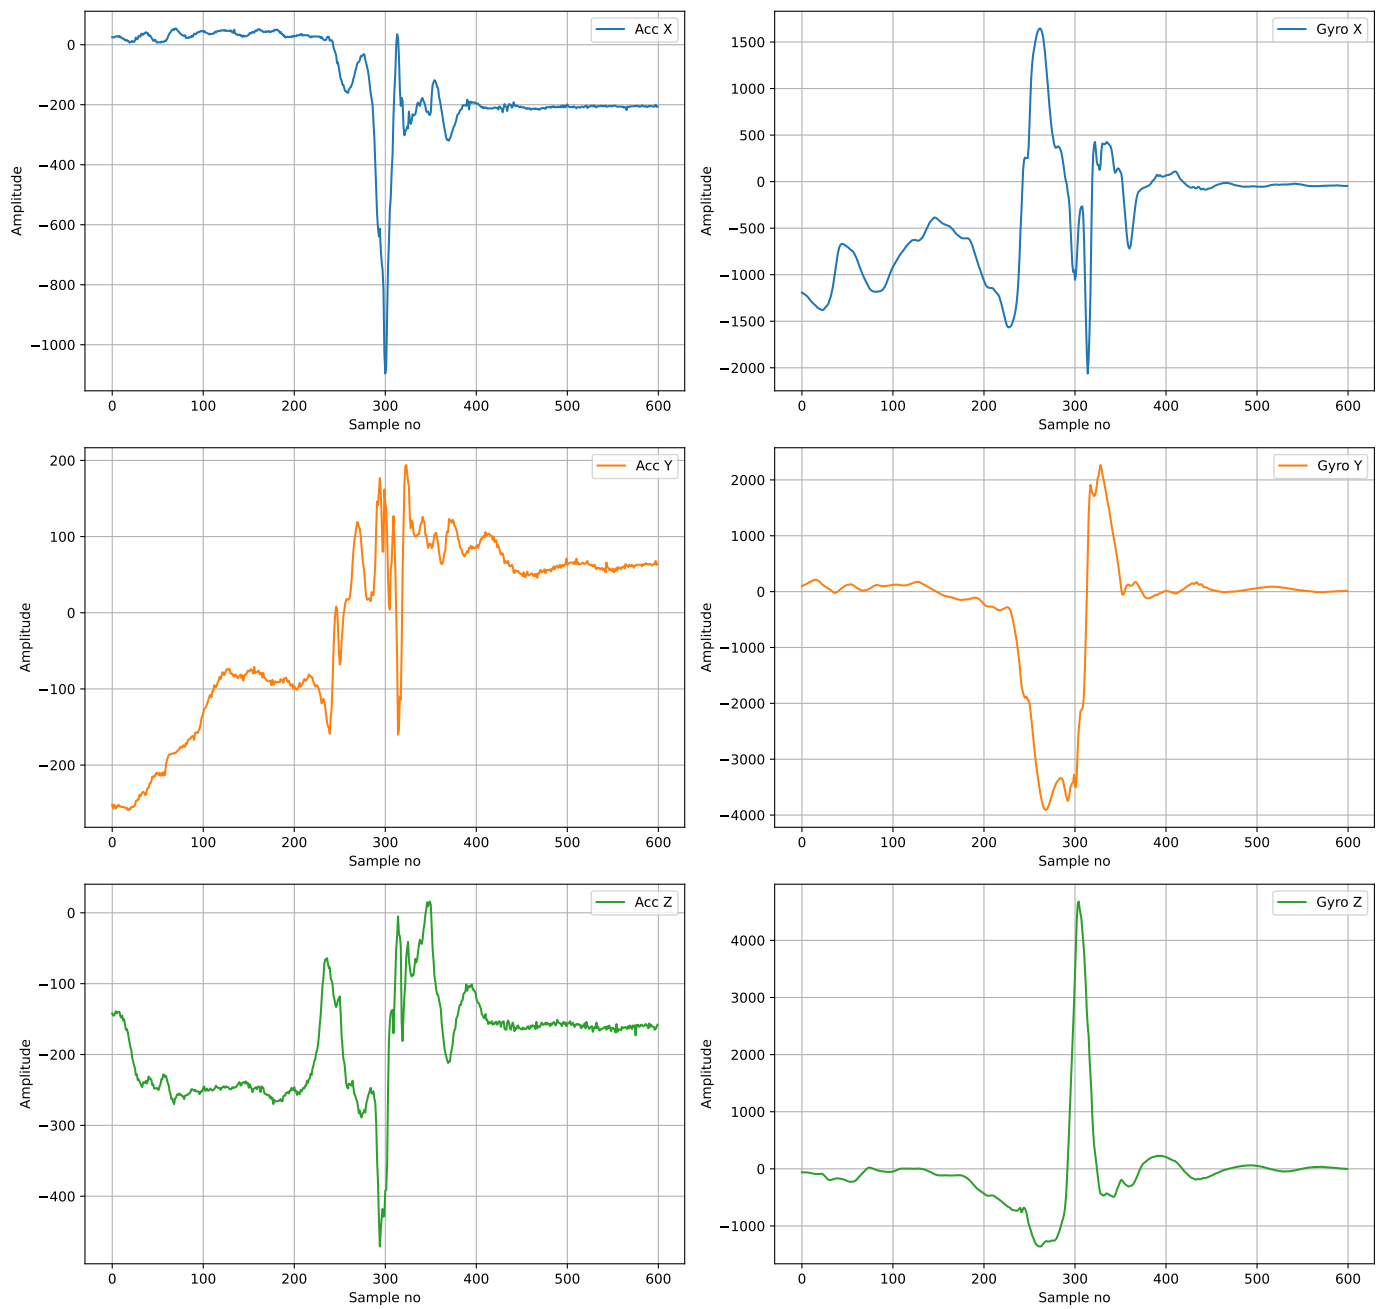 Acc X
0
−200
−400
−600
−800
−1000
Amplitude
0 100 200 300 400 500 600
Sample no
Gyro X
1500
1000
500
0
−500
−1000
−1500
−2000
Amplitude
0 100 200 300 400 500 600
Sample no
Acc Y
200
100
0
−100
−200
Amplitude
0 100 200 300 400 500 600
Sample no
Gyro Y
2000
1000
0
−1000
−2000
−3000
−4000
Amplitude
0 100 200 300 400 500 600
Sample no
Acc Z
0
−100
−200
−300
−400
Amplitude
0 100 200 300 400 500 600
Sample no
Gyro Z
4000
3000
2000
1000
0
−1000
Amplitude
0 100 200 300 400 500 600
Sample no